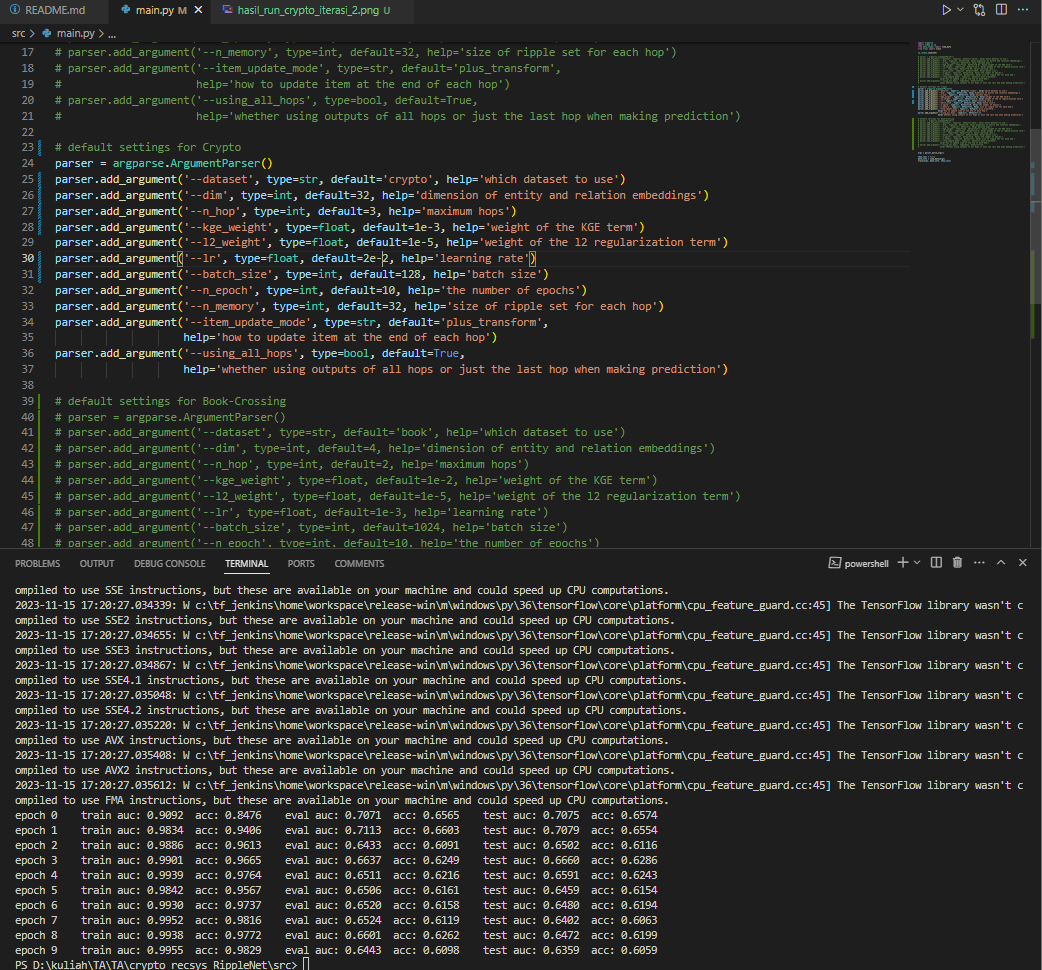 README.md main.py M hasil_run_crypto_iterasi_2.png U
src > main.py > ...
17 # parser.add_argument('--n_memory', type=int, default=32, help='size of ripple set for each hop')
18 # parser.add_argument('--item_update_mode', type=str, default='plus_transform',
19 # help='how to update item at the end of each hop')
20 # parser.add_argument('--using_all_hops', type=bool, default=True,
21 # help='whether using outputs of all hops or just the last hop when making prediction')
22
23 # default settings for Crypto
24 parser = argparse.ArgumentParser()
25 parser.add_argument('--dataset', type=str, default='crypto', help='which dataset to use')
26 parser.add_argument('--dim', type=int, default=32, help='dimension of entity and relation embeddings')
27 parser.add_argument('--n_hop', type=int, default=3, help='maximum hops')
28 parser.add_argument('--kge_weight', type=float, default=1e-3, help='weight of the KGE term')
29 parser.add_argument('--l2_weight', type=float, default=1e-5, help='weight of the l2 regularization term')
30 parser.add_argument('--lr', type=float, default=2e-2, help='learning rate')
31 parser.add_argument('--batch_size', type=int, default=128, help='batch size')
32 parser.add_argument('--n_epoch', type=int, default=10, help='the number of epochs')
33 parser.add_argument('--n_memory', type=int, default=32, help='size of ripple set for each hop')
34 parser.add_argument('--item_update_mode', type=str, default='plus_transform',
35 help='how to update item at the end of each hop')
36 parser.add_argument('--using_all_hops', type=bool, default=True,
37 help='whether using outputs of all hops or just the last hop when making prediction')
38
39 # default settings for Book-Crossing
40 # parser = argparse.ArgumentParser()
41 # parser.add_argument('--dataset', type=str, default='book', help='which dataset to use')
42 # parser.add_argument('--dim', type=int, default=4, help='dimension of entity and relation embeddings')
43 # parser.add_argument('--n_hop', type=int, default=2, help='maximum hops')
44 # parser.add_argument('--kge_weight', type=float, default=1e-2, help='weight of the KGE term')
45 # parser.add_argument('--l2_weight', type=float, default=1e-5, help='weight of the l2 regularization term')
46 # parser.add_argument('--lr', type=float, default=1e-3, help='learning rate')
47 # parser.add_argument('--batch_size', type=int, default=1024, help='batch size')
48 # parser.add_argument('--n_epoch', type=int, default=10, help='the number of epochs')
PROBLEMS OUTPUT DEBUG CONSOLE TERMINAL PORTS COMMENTS powershell
ompiled to use SSE instructions, but these are available on your machine and could speed up CPU computations.
2023-11-15 17:20:27.034339: W c:\tf_jenkins\home\workspace\release-win\m\windows\py\36\tensorflow\core\platform\cpu_feature_guard.cc:45] The TensorFlow library wasn't c
ompiled to use SSE2 instructions, but these are available on your machine and could speed up CPU computations.
2023-11-15 17:20:27.034655: W c:\tf_jenkins\home\workspace\release-win\m\windows\py\36\tensorflow\core\platform\cpu_feature_guard.cc:45] The TensorFlow library wasn't c
ompiled to use SSE3 instructions, but these are available on your machine and could speed up CPU computations.
2023-11-15 17:20:27.034867: W c:\tf_jenkins\home\workspace\release-win\m\windows\py\36\tensorflow\core\platform\cpu_feature_guard.cc:45] The TensorFlow library wasn't c
ompiled to use SSE4.1 instructions, but these are available on your machine and could speed up CPU computations.
2023-11-15 17:20:27.035048: W c:\tf_jenkins\home\workspace\release-win\m\windows\py\36\tensorflow\core\platform\cpu_feature_guard.cc:45] The TensorFlow library wasn't c
ompiled to use SSE4.2 instructions, but these are available on your machine and could speed up CPU computations.
2023-11-15 17:20:27.035220: W c:\tf_jenkins\home\workspace\release-win\m\windows\py\36\tensorflow\core\platform\cpu_feature_guard.cc:45] The TensorFlow library wasn't c
ompiled to use AVX instructions, but these are available on your machine and could speed up CPU computations.
2023-11-15 17:20:27.035408: W c:\tf_jenkins\home\workspace\release-win\m\windows\py\36\tensorflow\core\platform\cpu_feature_guard.cc:45] The TensorFlow library wasn't c
ompiled to use AVX2 instructions, but these are available on your machine and could speed up CPU computations.
2023-11-15 17:20:27.035612: W c:\tf_jenkins\home\workspace\release-win\m\windows\py\36\tensorflow\core\platform\cpu_feature_guard.cc:45] The TensorFlow library wasn't c
ompiled to use FMA instructions, but these are available on your machine and could speed up CPU computations.
epoch 0 train auc: 0.9092 acc: 0.8476 eval auc: 0.7071 acc: 0.6565 test auc: 0.7075 acc: 0.6574
epoch 1 train auc: 0.9834 acc: 0.9406 eval auc: 0.7113 acc: 0.6603 test auc: 0.7079 acc: 0.6554
epoch 2 train auc: 0.9886 acc: 0.9613 eval auc: 0.6433 acc: 0.6091 test auc: 0.6502 acc: 0.6116
epoch 3 train auc: 0.9901 acc: 0.9665 eval auc: 0.6637 acc: 0.6249 test auc: 0.6660 acc: 0.6286
epoch 4 train auc: 0.9939 acc: 0.9764 eval auc: 0.6511 acc: 0.6216 test auc: 0.6591 acc: 0.6243
epoch 5 train auc: 0.9842 acc: 0.9567 eval auc: 0.6506 acc: 0.6161 test auc: 0.6459 acc: 0.6154
epoch 6 train auc: 0.9930 acc: 0.9737 eval auc: 0.6520 acc: 0.6158 test auc: 0.6480 acc: 0.6194
epoch 7 train auc: 0.9952 acc: 0.9816 eval auc: 0.6524 acc: 0.6119 test auc: 0.6402 acc: 0.6063
epoch 8 train auc: 0.9938 acc: 0.9772 eval auc: 0.6601 acc: 0.6262 test auc: 0.6472 acc: 0.6199
epoch 9 train auc: 0.9955 acc: 0.9829 eval auc: 0.6443 acc: 0.6098 test auc: 0.6359 acc: 0.6059
PS D:\kuliah\TA\TA\crypto_recsys_RippleNet\src>